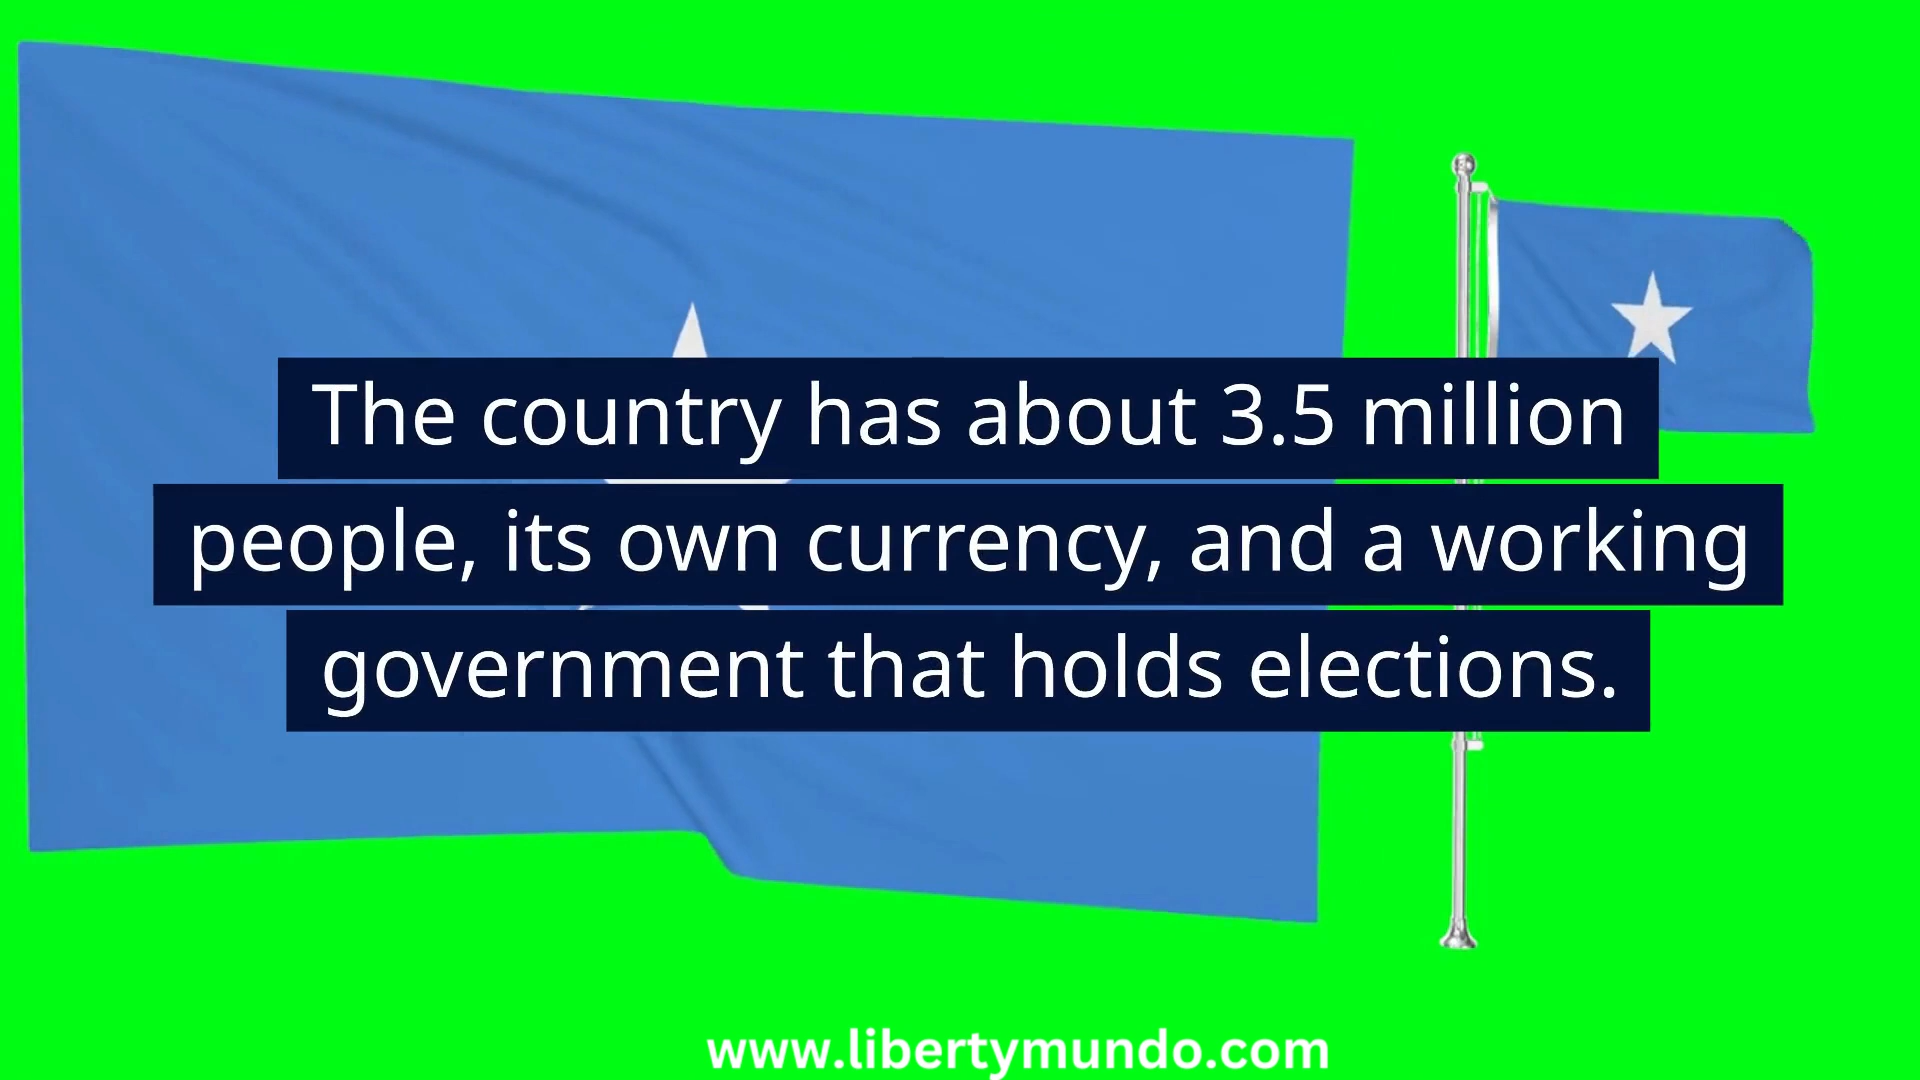 The country has about 3.5 million
people, its own currency, and a working
government that holds elections.
www.libertymundo.com